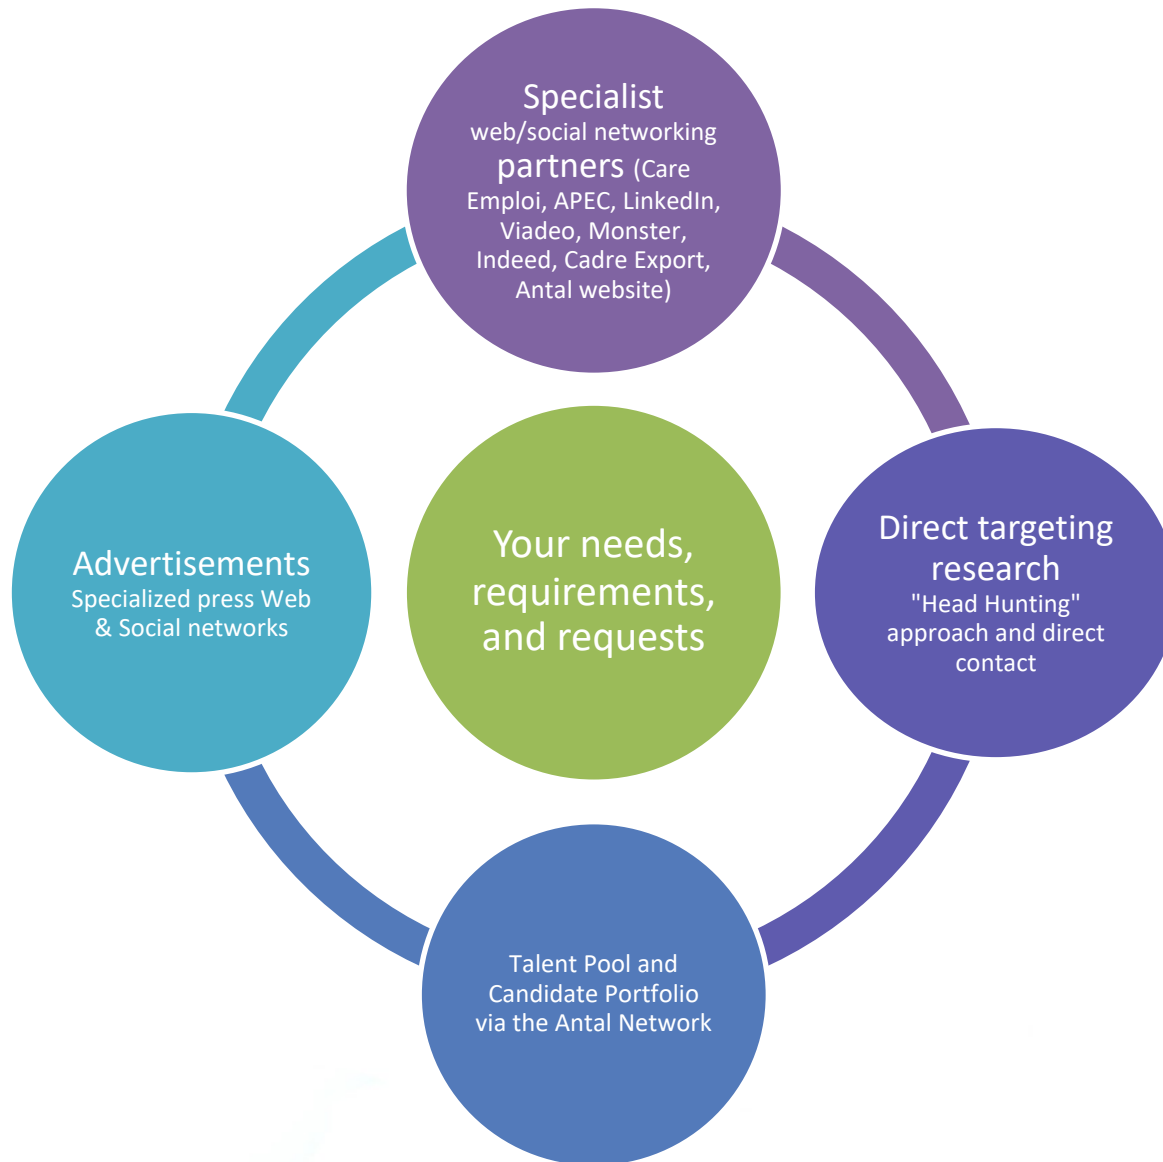 Specialist
web/social networking
partners (Care
Emploi, APEC, LinkedIn,
Viadeo, Monster,
Indeed, Cadre Export,
Antal website)
Advertisements
Specialized press Web
& Social networks
Your needs,
requirements,
and requests
Direct targeting
research
"Head Hunting"
approach and direct
contact
Talent Pool and
Candidate Portfolio
via the Antal Network